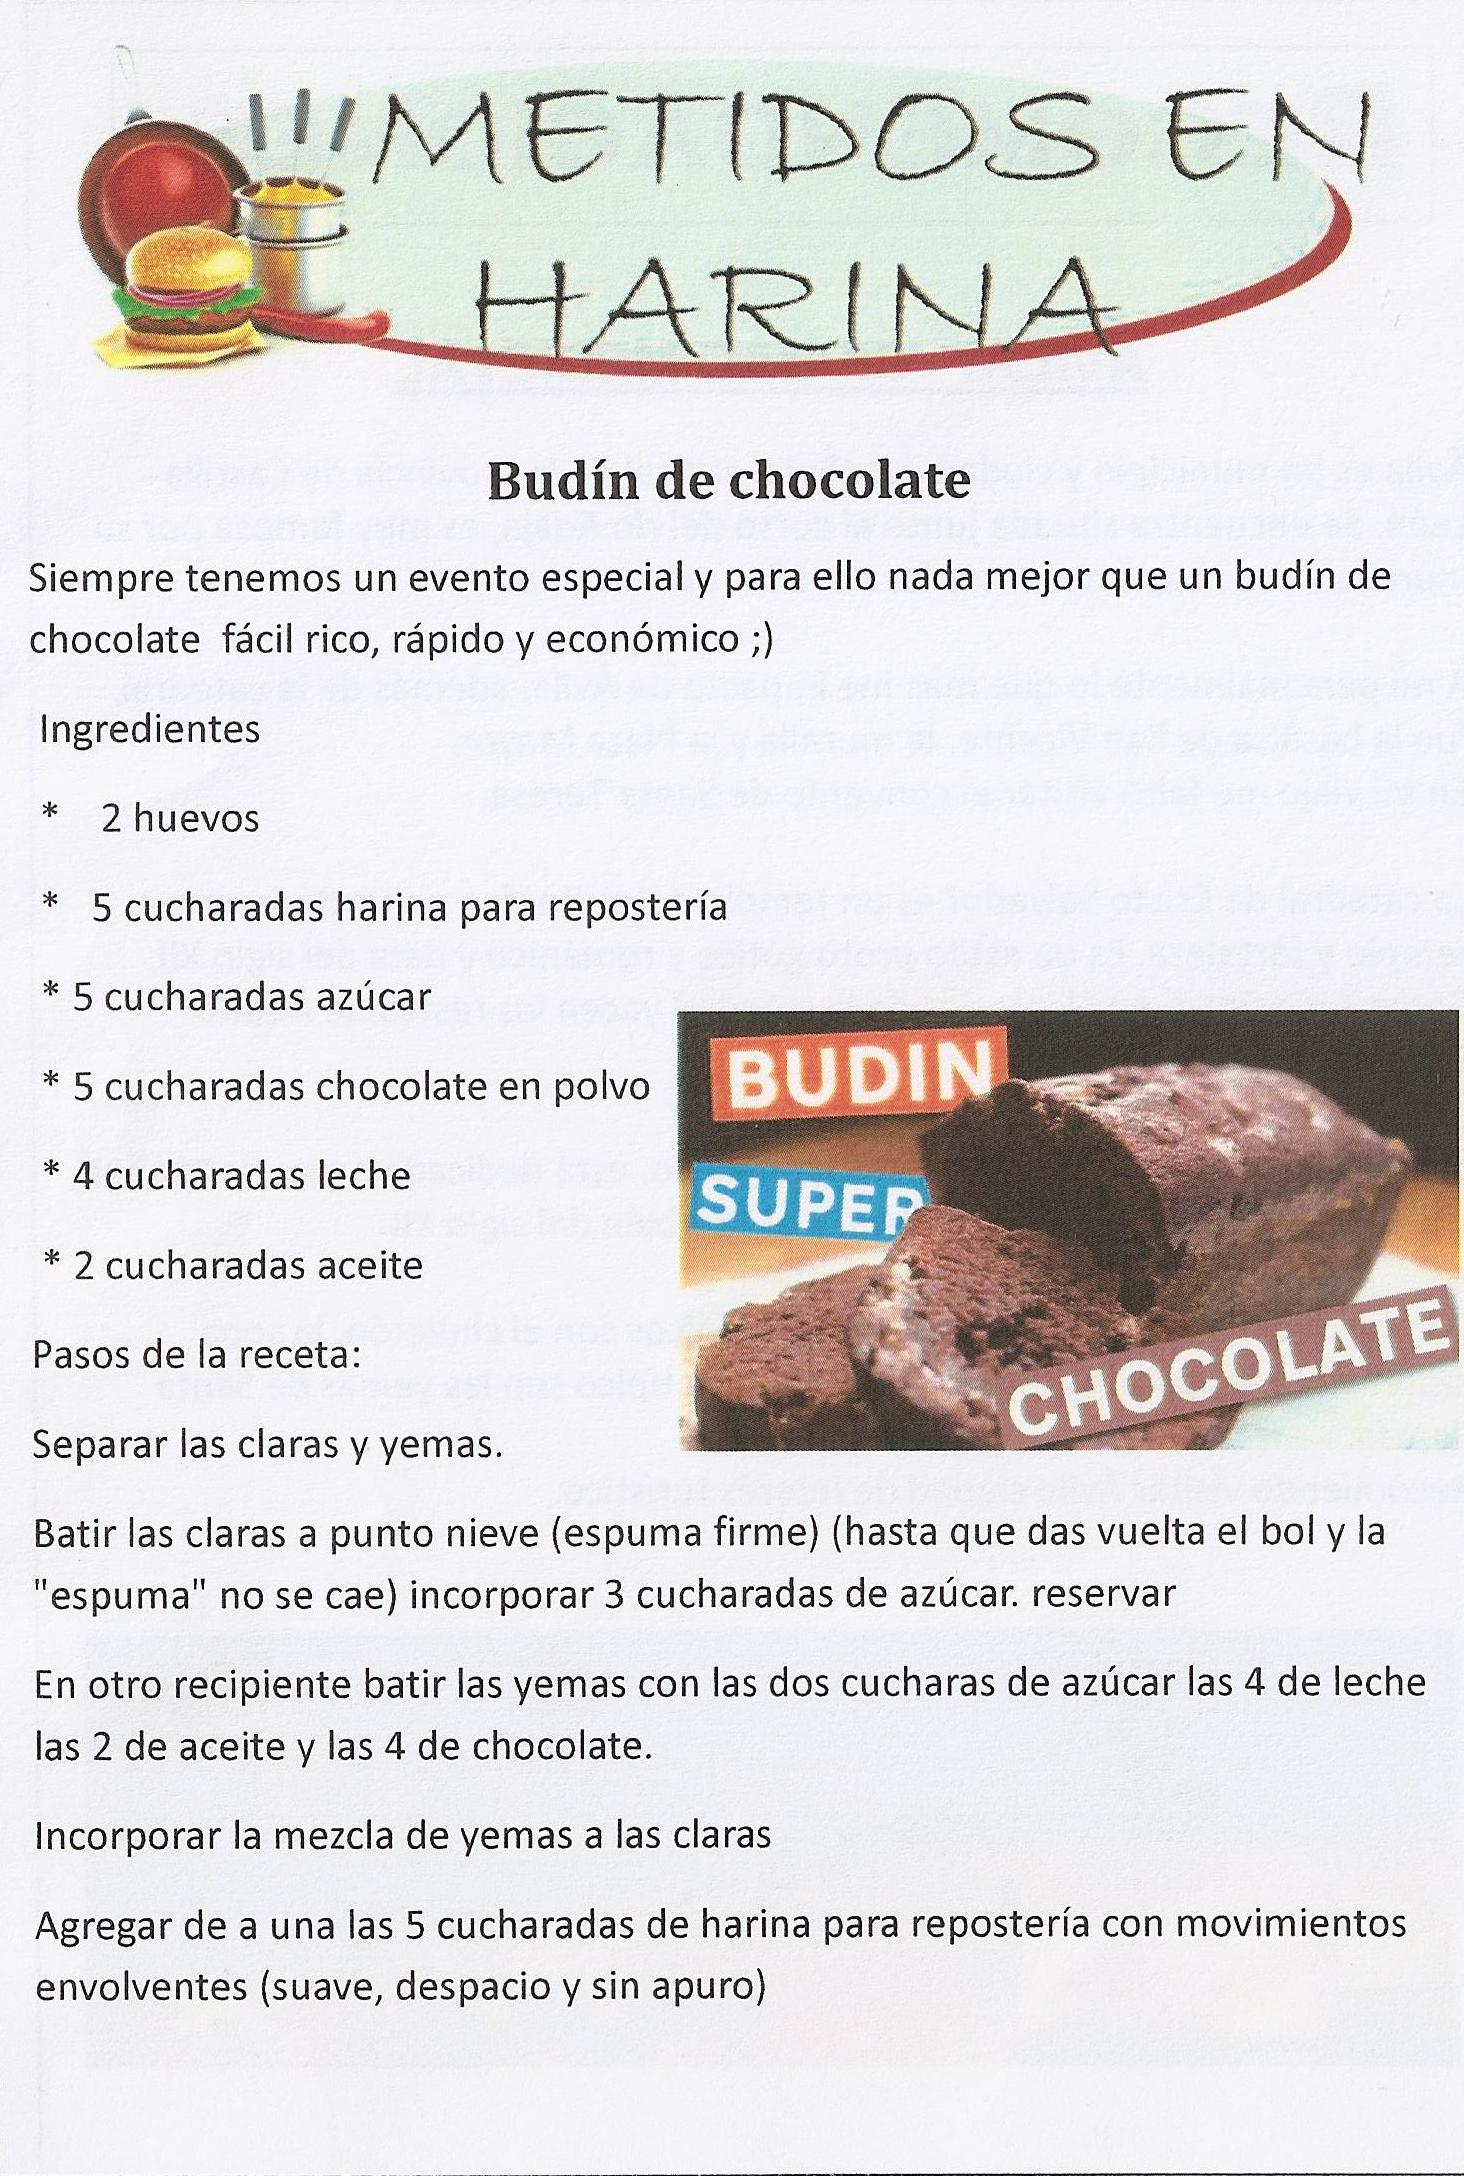 METIDOS EN
HARINA
Budín de chocolate
Siempre tenemos un evento especial y para ello nada mejor que un budín de
chocolate  fácil rico, rápido y económico ;)
Ingredientes
*    2 huevos
*   5 cucharadas harina para repostería
* 5 cucharadas azúcar
* 5 cucharadas chocolate en polvo
* 4 cucharadas leche
* 2 cucharadas aceite
BUDIN
SUPER
CHOCOLATE
Pasos de la receta:
Separar las claras y yemas.
Batir las claras a punto nieve (espuma firme) (hasta que das vuelta el bol y la
"espuma" no se cae) incorporar 3 cucharadas de azúcar. reservar
En otro recipiente batir las yemas con las dos cucharas de azúcar las 4 de leche
las 2 de aceite y las 4 de chocolate.
Incorporar la mezcla de yemas a las claras
Agregar de a una las 5 cucharadas de harina para repostería con movimientos
envolventes (suave, despacio y sin apuro)